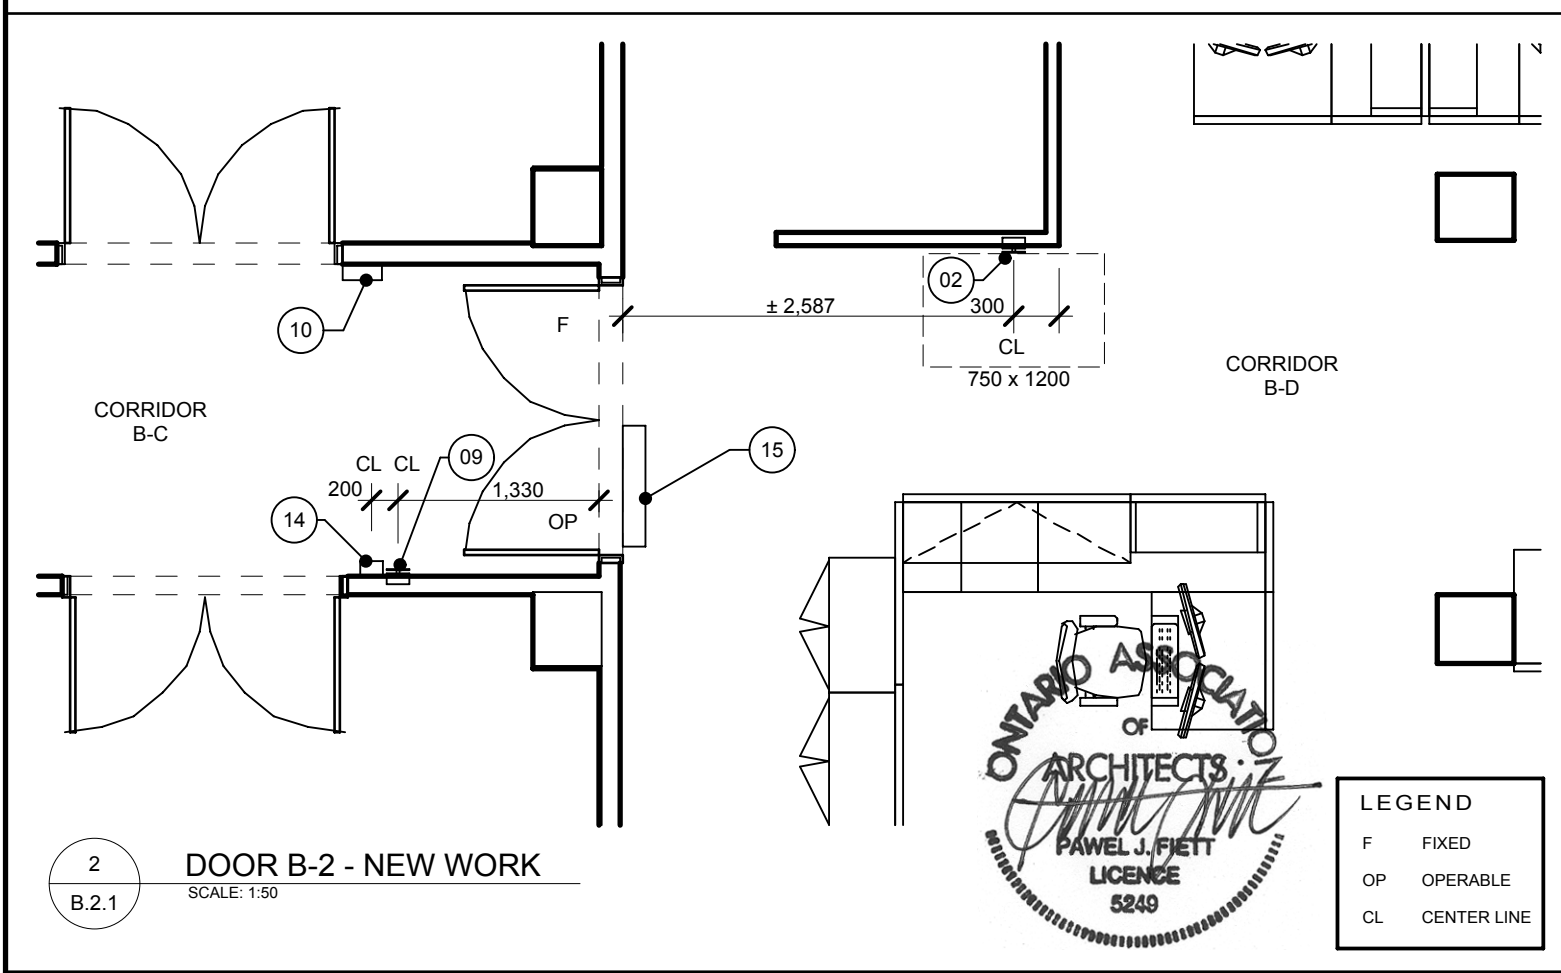 02
10
F
± 2,587
300
CL
750 x 1200
CORRIDOR
B-D
CORRIDOR
B-C
CL CL
09
15
200
1,330
14
OP
ONTARIO ASSOCIATION
OF
ARCHITECTS
PAWEL J. FIETT
LICENCE
5249
2
B.2.1
DOOR B-2 - NEW WORK
SCALE: 1:50
LEGEND
F FIXED
OP OPERABLE
CL CENTER LINE